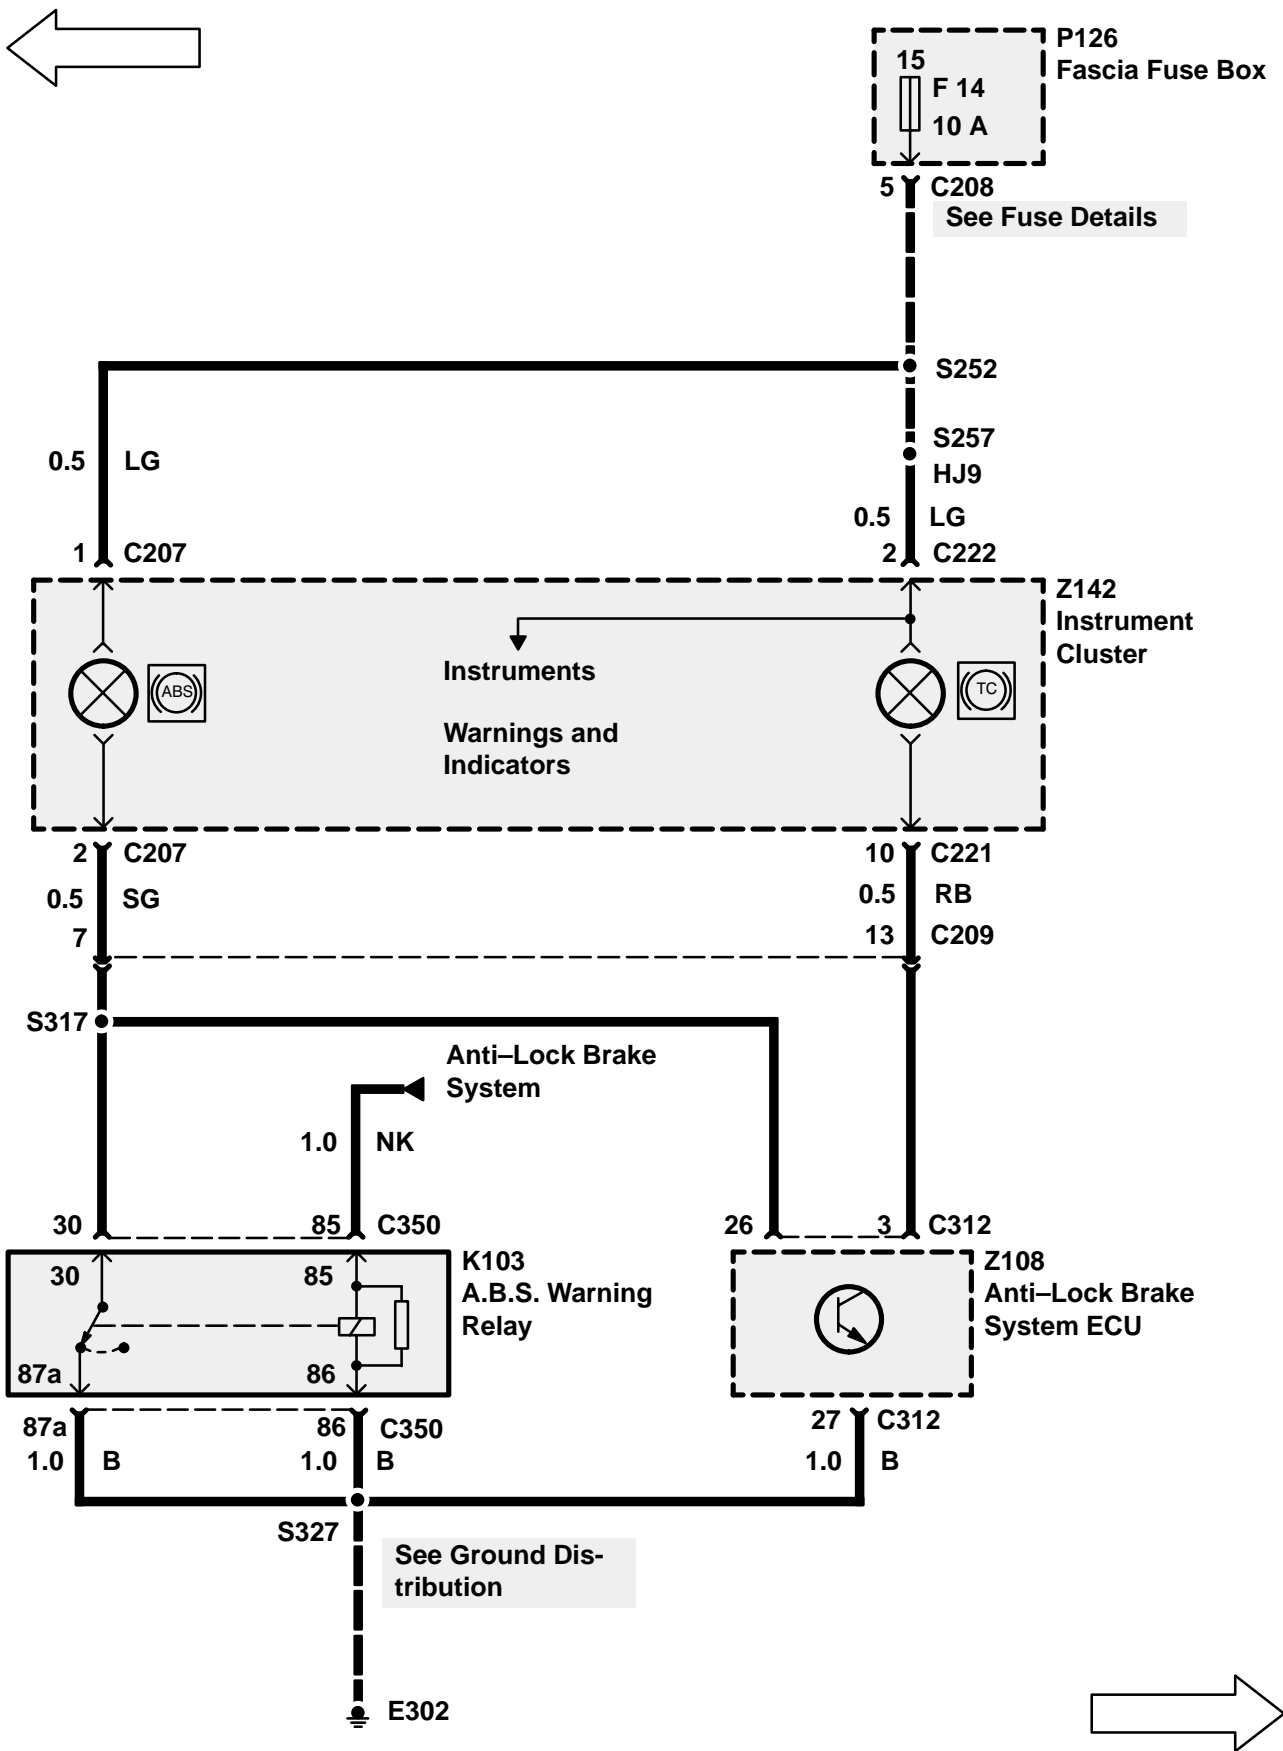 P126
Fascia Fuse Box
15
F 14
10 A
5 C208
See Fuse Details
S252
S257
HJ9
0.5 LG
0.5 LG
1 C207
2 C222
Z142
Instrument
Cluster
ABS
TC
Instruments
Warnings and
Indicators
2 C207
10 C221
0.5 SG
0.5 RB
7
13 C209
S317
Anti–Lock Brake
System
1.0 NK
30
85 C350
26
3 C312
K103
A.B.S. Warning
Relay
30
85
87a
86
Z108
Anti–Lock Brake
System ECU
87a
86 C350
27 C312
1.0 B
1.0 B
1.0 B
S327
See Ground Dis-
tribution
E302